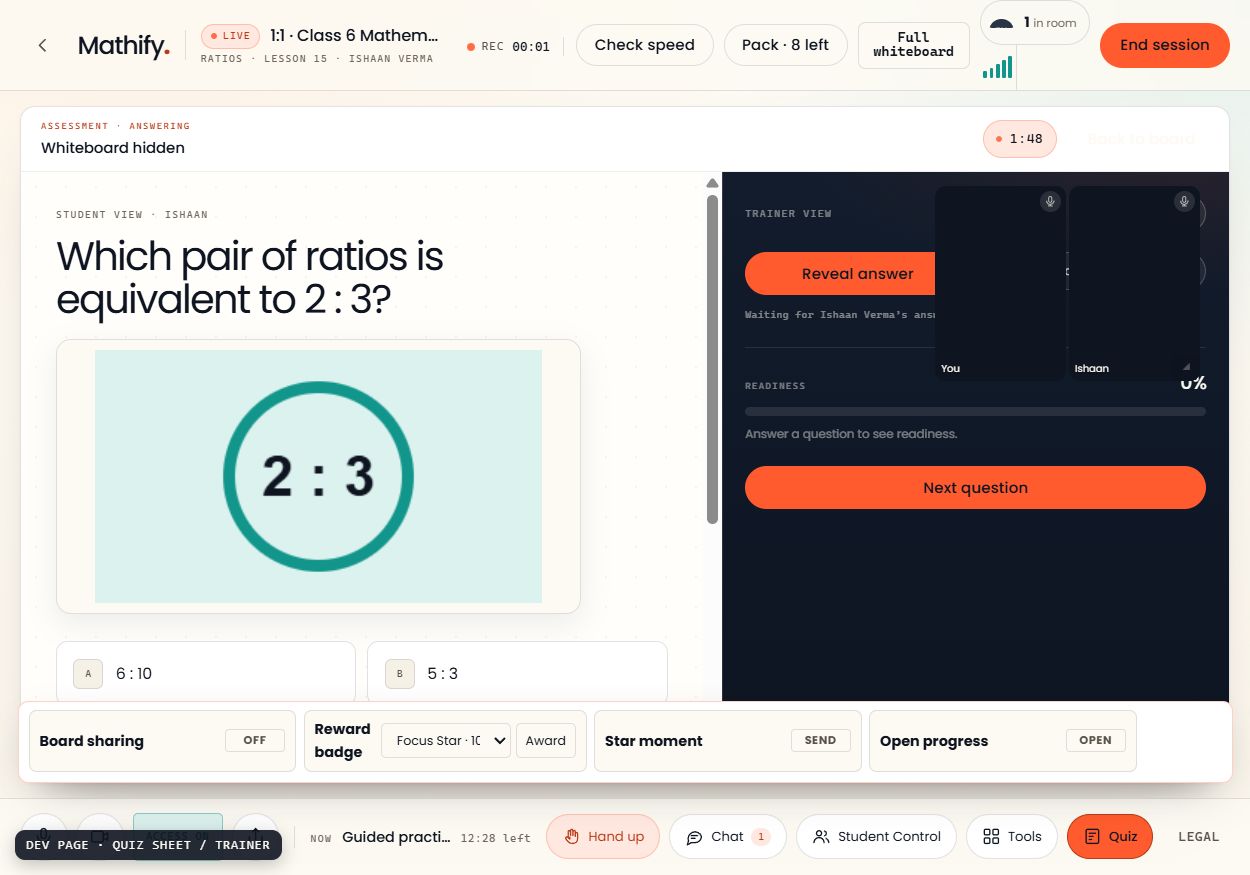 Mathify.
LIVE
1:1 · Class 6 Mathem...
RATIOS · LESSON 15 · ISHAAN VERMA
REC 00:01
Check speed
Pack · 8 left
Full
whiteboard
1 in room
End session
ASSESSMENT · ANSWERING
Whiteboard hidden
1:48
Back to board
STUDENT VIEW · ISHAAN
Which pair of ratios is
equivalent to 2 : 3?
2 : 3
A 6 : 10
B 5 : 3
TRAINER VIEW
Reveal answer
Waiting for Ishaan Verma's
You
Ishaan
READINESS
0%
Answer a question to see readiness.
Next question
Board sharing
OFF
Reward
badge
Focus Star · 10
Award
Star moment
SEND
Open progress
OPEN
DEV PAGE · QUIZ SHEET / TRAINER
NOW Guided practi... 12:28 left
Hand up
Chat 1
Student Control
Tools
Quiz
LEGAL